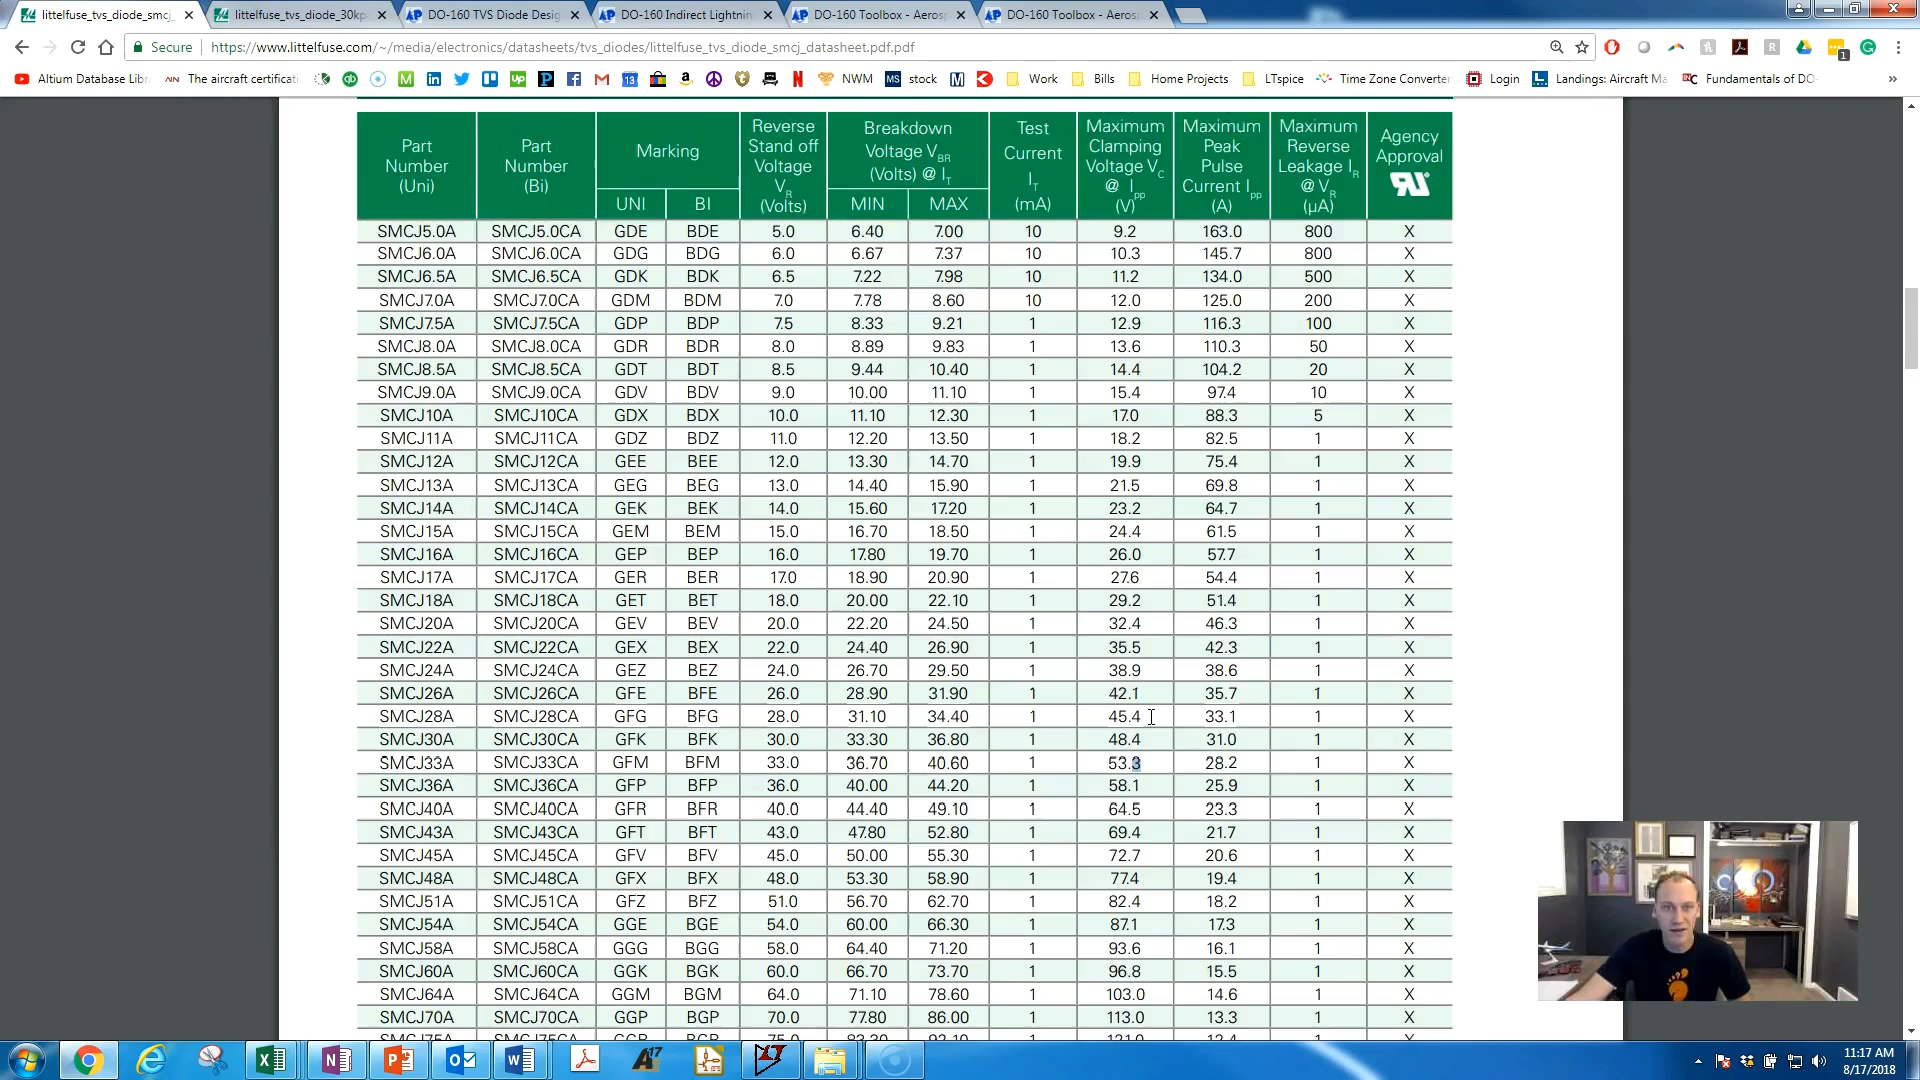 littelfuse_tvs_diode_smcj_
littelfuse_tvs_diode_30kp
DO-160 TVS Diode Desig
DO-160 Indirect Lightnin
DO-160 Toolbox - Aeros
DO-160 Toolbox - Aeros
Secure https://www.littelfuse.com/~/media/electronics/datasheets/tvs_diodes/littelfuse_tvs_diode_smcj_datasheet.pdf.pdf
Altium Database Libr The aircraft certificati NWM stock Work Bills Home Projects LTspice Time Zone Converter Login Landings: Aircraft Ma Fundamentals of DO- »
Part Number (Uni)
Part Number (Bi)
Marking
UNI BI
Reverse Stand off Voltage VR (Volts)
Breakdown Voltage VBR (Volts) @ IT
MIN MAX
Test Current IT (mA)
Maximum Clamping Voltage VC @ Ipp (V)
Maximum Peak Pulse Current Ipp (A)
Maximum Reverse Leakage IR @ VR (µA)
Agency Approval
SMCJ5.0A SMCJ5.0CA GDE BDE 5.0 6.40 7.00 10 9.2 163.0 800 X
SMCJ6.0A SMCJ6.0CA GDG BDG 6.0 6.67 7.37 10 10.3 145.7 800 X
SMCJ6.5A SMCJ6.5CA GDK BDK 6.5 7.22 7.98 10 11.2 134.0 500 X
SMCJ7.0A SMCJ7.0CA GDM BDM 7.0 7.78 8.60 10 12.0 125.0 200 X
SMCJ7.5A SMCJ7.5CA GDP BDP 7.5 8.33 9.21 1 12.9 116.3 100 X
SMCJ8.0A SMCJ8.0CA GDR BDR 8.0 8.89 9.83 1 13.6 110.3 50 X
SMCJ8.5A SMCJ8.5CA GDT BDT 8.5 9.44 10.40 1 14.4 104.2 20 X
SMCJ9.0A SMCJ9.0CA GDV BDV 9.0 10.00 11.10 1 15.4 97.4 10 X
SMCJ10A SMCJ10CA GDX BDX 10.0 11.10 12.30 1 17.0 88.3 5 X
SMCJ11A SMCJ11CA GDZ BDZ 11.0 12.20 13.50 1 18.2 82.5 1 X
SMCJ12A SMCJ12CA GEE BEE 12.0 13.30 14.70 1 19.9 75.4 1 X
SMCJ13A SMCJ13CA GEG BEG 13.0 14.40 15.90 1 21.5 69.8 1 X
SMCJ14A SMCJ14CA GEK BEK 14.0 15.60 17.20 1 23.2 64.7 1 X
SMCJ15A SMCJ15CA GEM BEM 15.0 16.70 18.50 1 24.4 61.5 1 X
SMCJ16A SMCJ16CA GEP BEP 16.0 17.80 19.70 1 26.0 57.7 1 X
SMCJ17A SMCJ17CA GER BER 17.0 18.90 20.90 1 27.6 54.4 1 X
SMCJ18A SMCJ18CA GET BET 18.0 20.00 22.10 1 29.2 51.4 1 X
SMCJ20A SMCJ20CA GEV BEV 20.0 22.20 24.50 1 32.4 46.3 1 X
SMCJ22A SMCJ22CA GEX BEX 22.0 24.40 26.90 1 35.5 42.3 1 X
SMCJ24A SMCJ24CA GEZ BEZ 24.0 26.70 29.50 1 38.9 38.6 1 X
SMCJ26A SMCJ26CA GFE BFE 26.0 28.90 31.90 1 42.1 35.7 1 X
SMCJ28A SMCJ28CA GFG BFG 28.0 31.10 34.40 1 45.4 33.1 1 X
SMCJ30A SMCJ30CA GFK BFK 30.0 33.30 36.80 1 48.4 31.0 1 X
SMCJ33A SMCJ33CA GFM BFM 33.0 36.70 40.60 1 53.3 28.2 1 X
SMCJ36A SMCJ36CA GFP BFP 36.0 40.00 44.20 1 58.1 25.9 1 X
SMCJ40A SMCJ40CA GFR BFR 40.0 44.40 49.10 1 64.5 23.3 1 X
SMCJ43A SMCJ43CA GFT BFT 43.0 47.80 52.80 1 69.4 21.7 1 X
SMCJ45A SMCJ45CA GFV BFV 45.0 50.00 55.30 1 72.7 20.6 1 X
SMCJ48A SMCJ48CA GFX BFX 48.0 53.30 58.90 1 77.4 19.4 1 X
SMCJ51A SMCJ51CA GFZ BFZ 51.0 56.70 62.70 1 82.4 18.2 1 X
SMCJ54A SMCJ54CA GGE BGE 54.0 60.00 66.30 1 87.1 17.3 1 X
SMCJ58A SMCJ58CA GGG BGG 58.0 64.40 71.20 1 93.6 16.1 1 X
SMCJ60A SMCJ60CA GGK BGK 60.0 66.70 73.70 1 96.8 15.5 1 X
SMCJ64A SMCJ64CA GGM BGM 64.0 71.10 78.60 1 103.0 14.6 1 X
SMCJ70A SMCJ70CA GGP BGP 70.0 77.80 86.00 1 113.0 13.3 1 X
11:17 AM
8/17/2018